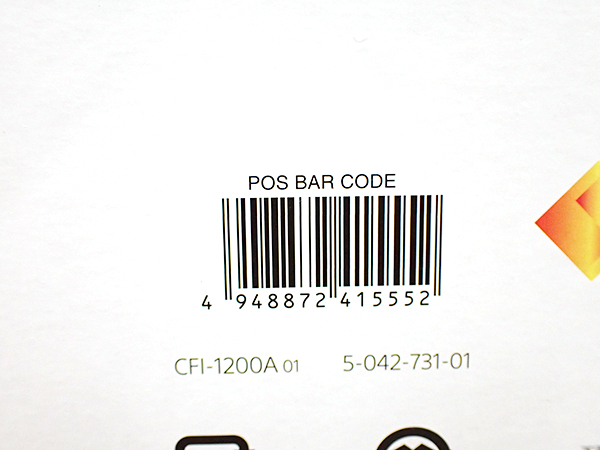 POS BAR CODE
4 948872 415552
CFI-1200A 01 5-042-731-01